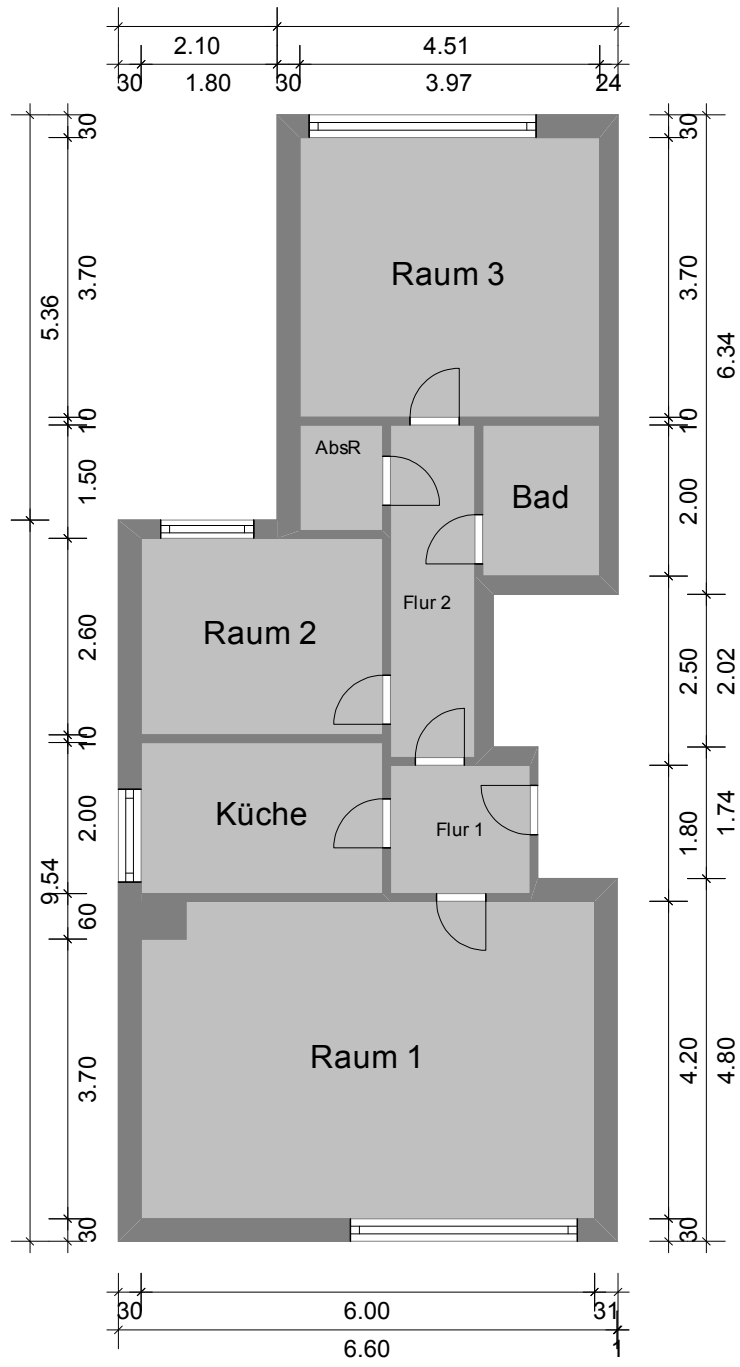 2.10 4.51
30 1.80 30 3.97 24
30 30
3.70 Raum 3 3.70
5.36 6.34
10 10
AbsR
1.50 Bad 2.00
Flur 2
2.60 Raum 2 2.50 2.02
10
2.00 Küche Flur 1 1.80 1.74
9.54
60
Raum 1
3.70 4.20 4.80
30 30
30 6.00 31
6.60 1